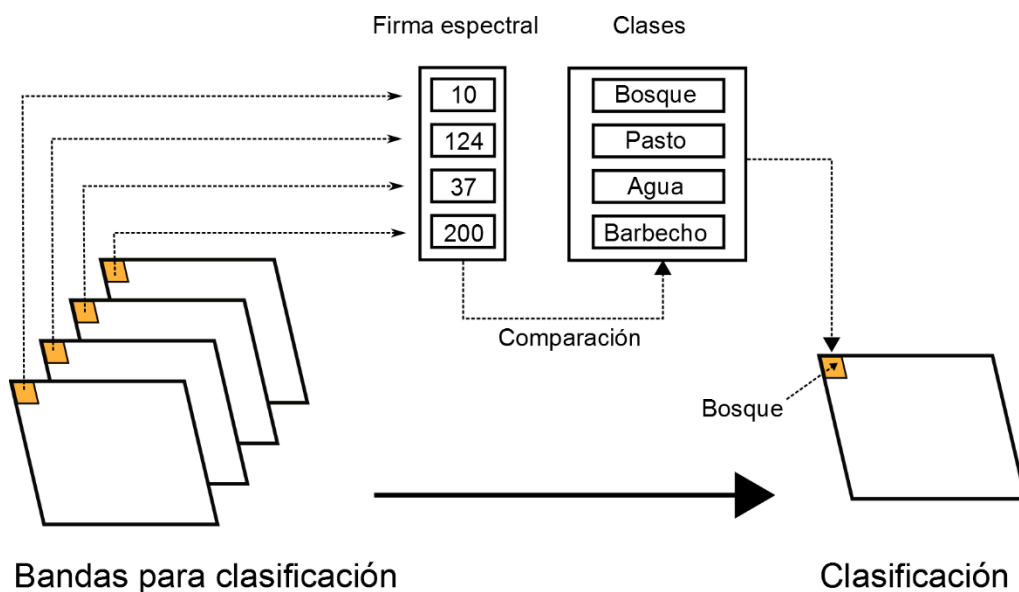 Firma espectral
Clases
10
Bosque
124
Pasto
37
Agua
200
Barbecho
Comparación
Bosque
Bandas para clasificación
Clasificación